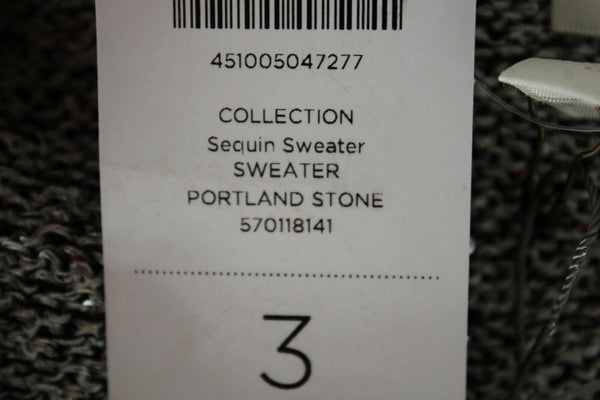 451005047277
COLLECTION
Sequin Sweater
SWEATER
PORTLAND STONE
570118141
3